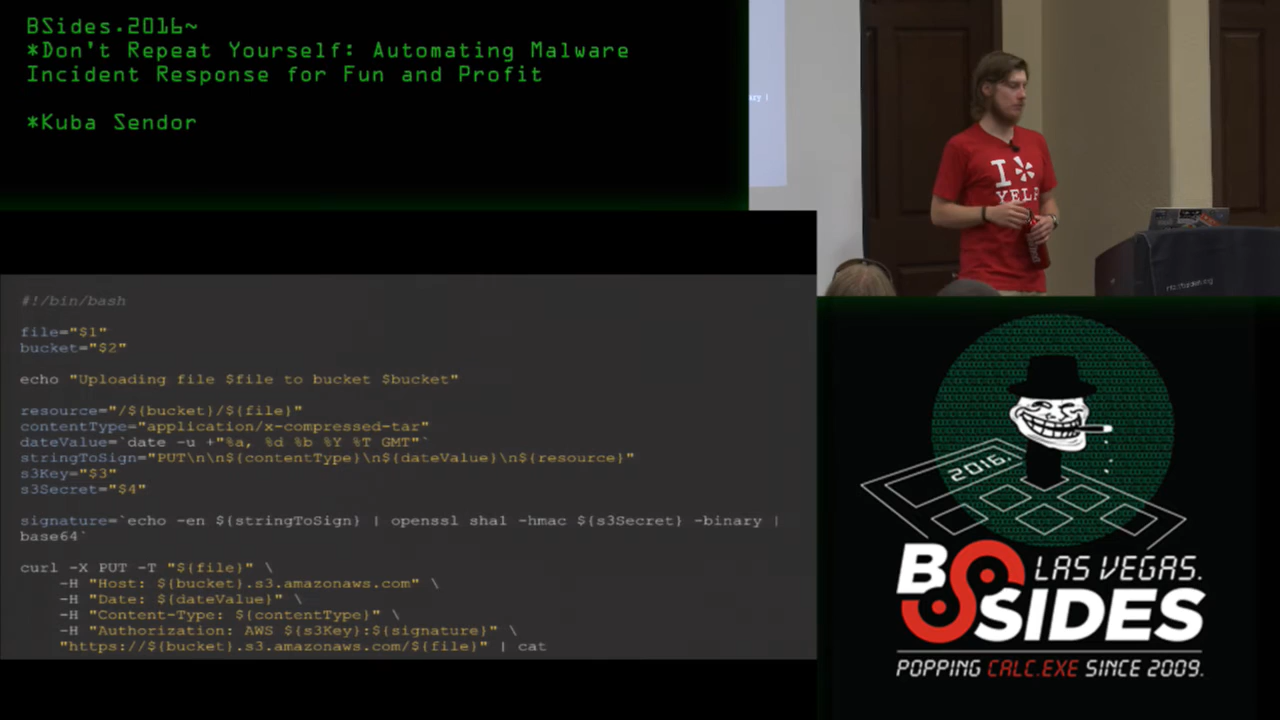 BSides.2016~
*Don't Repeat Yourself: Automating Malware
Incident Response for Fun and Profit
*Kuba Sendor
ary |
I
YELP
#!/bin/bash
file="$1"
bucket="$2"
echo "Uploading file $file to bucket $bucket"
resource="/${bucket}/${file}"
contentType="application/x-compressed-tar"
dateValue=`date -u +"%a, %d %b %Y %T GMT"`
stringToSign="PUT\n\n${contentType}\n${dateValue}\n${resource}"
s3Key="$3"
s3Secret="$4"
signature=`echo -en ${stringToSign} | openssl sha1 -hmac ${s3Secret} -binary |
base64`
curl -X PUT -T "${file}" \
-H "Host: ${bucket}.s3.amazonaws.com" \
-H "Date: ${dateValue}" \
-H "Content-Type: ${contentType}" \
-H "Authorization: AWS ${s3Key}:${signature}" \
"https://${bucket}.s3.amazonaws.com/${file}" | cat
2016.
BSIDES
LAS VEGAS.
POPPING CALC.EXE SINCE 2009.